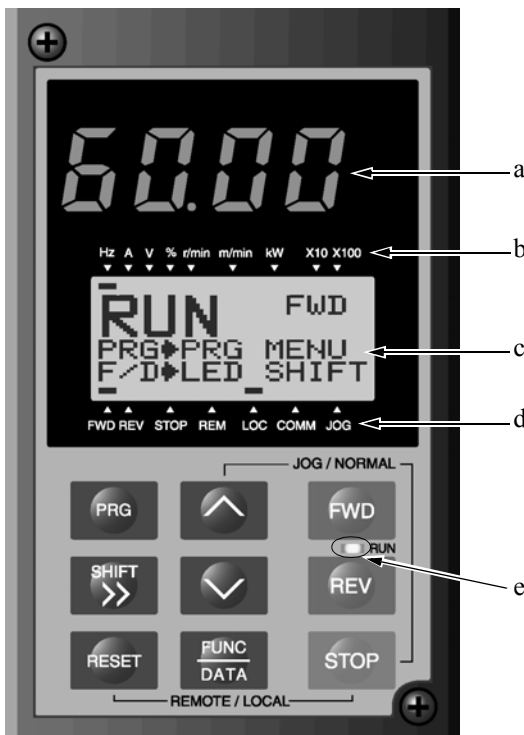 60.00
a
Hz A V % r/min m/min kW X10 X100
b
RUN FWD
PRG▶PRG MENU
c
F/D▶LED SHIFT
FWD REV STOP REM LOC COMM JOG
d
JOG / NORMAL
PRG FWD
RUN
SHIFT >> REV
e
RESET FUNC STOP
DATA
REMOTE / LOCAL